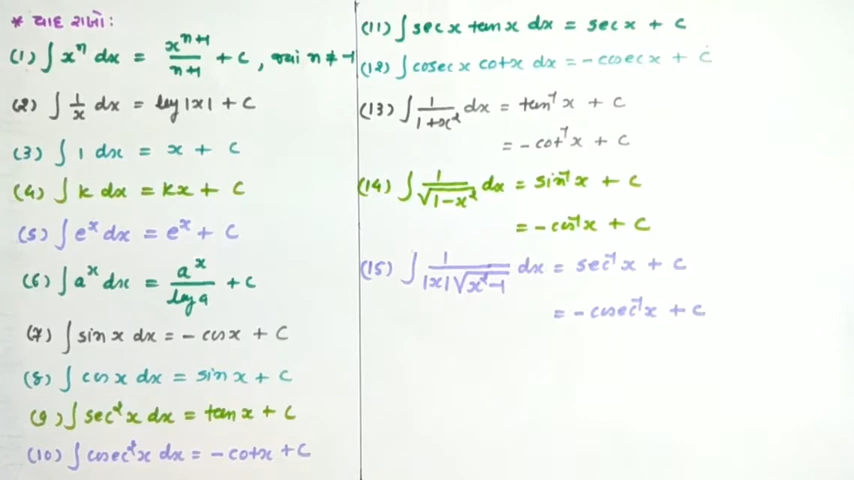 * યાદ રાખો:
(1) ∫ xⁿ dx = xⁿ⁺¹/n+1 + c, જ્યાં n ≠ -1
(2) ∫ 1/x dx = log|x| + c
(3) ∫ 1 dx = x + c
(4) ∫ k dx = kx + c
(5) ∫ eˣ dx = eˣ + c
(6) ∫ aˣ dx = aˣ/log a + c
(7) ∫ sin x dx = - cos x + c
(8) ∫ cos x dx = sin x + c
(9) ∫ sec² x dx = tan x + c
(10) ∫ cosec² x dx = - cot x + c
(11) ∫ sec x tan x dx = sec x + c
(12) ∫ cosec x cot x dx = - cosec x + c
(13) ∫ 1/1+x² dx = tan⁻¹ x + c
= - cot⁻¹ x + c
(14) ∫ 1/√1-x² dx = sin⁻¹ x + c
= - cos⁻¹ x + c
(15) ∫ 1/|x|√x²-1 dx = sec⁻¹ x + c
= - cosec⁻¹ x + c